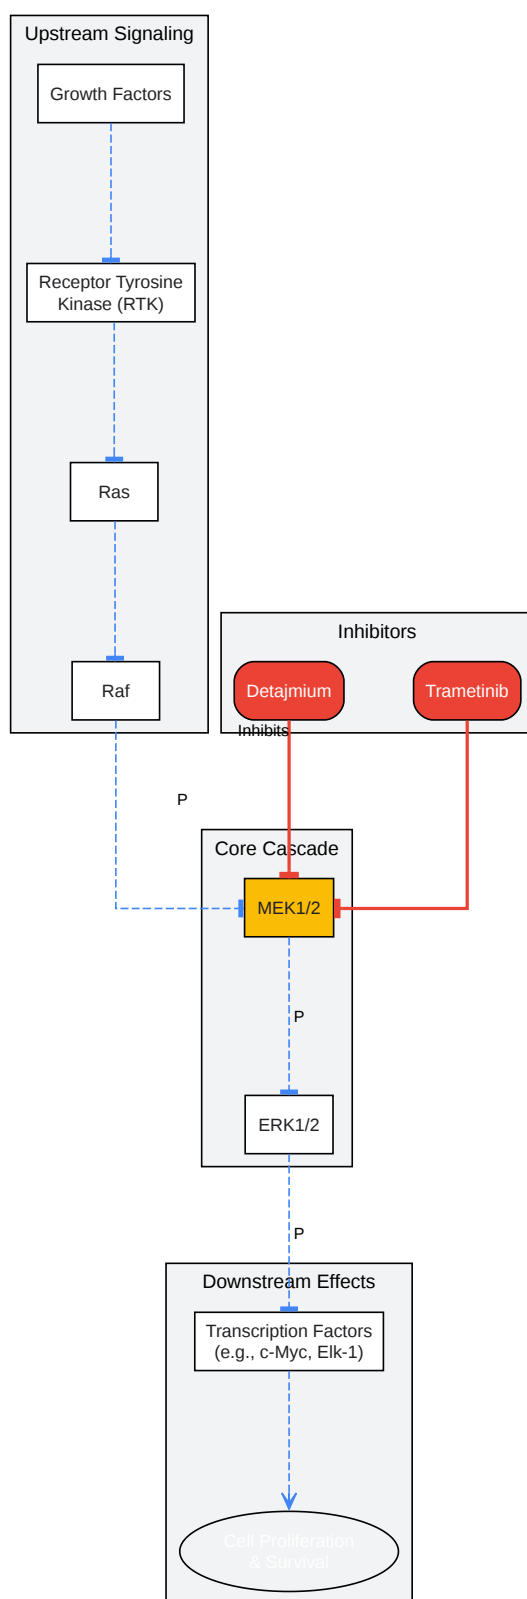 Upstream Signaling
Growth Factors
Receptor Tyrosine
Kinase (RTK)
Ras
Raf
Inhibitors
Detajmium
Trametinib
Inhibits
P
Core Cascade
MEK1/2
P
ERK1/2
P
Downstream Effects
Transcription Factors
(e.g., c-Myc, Elk-1)
Cell Proliferation
& Survival